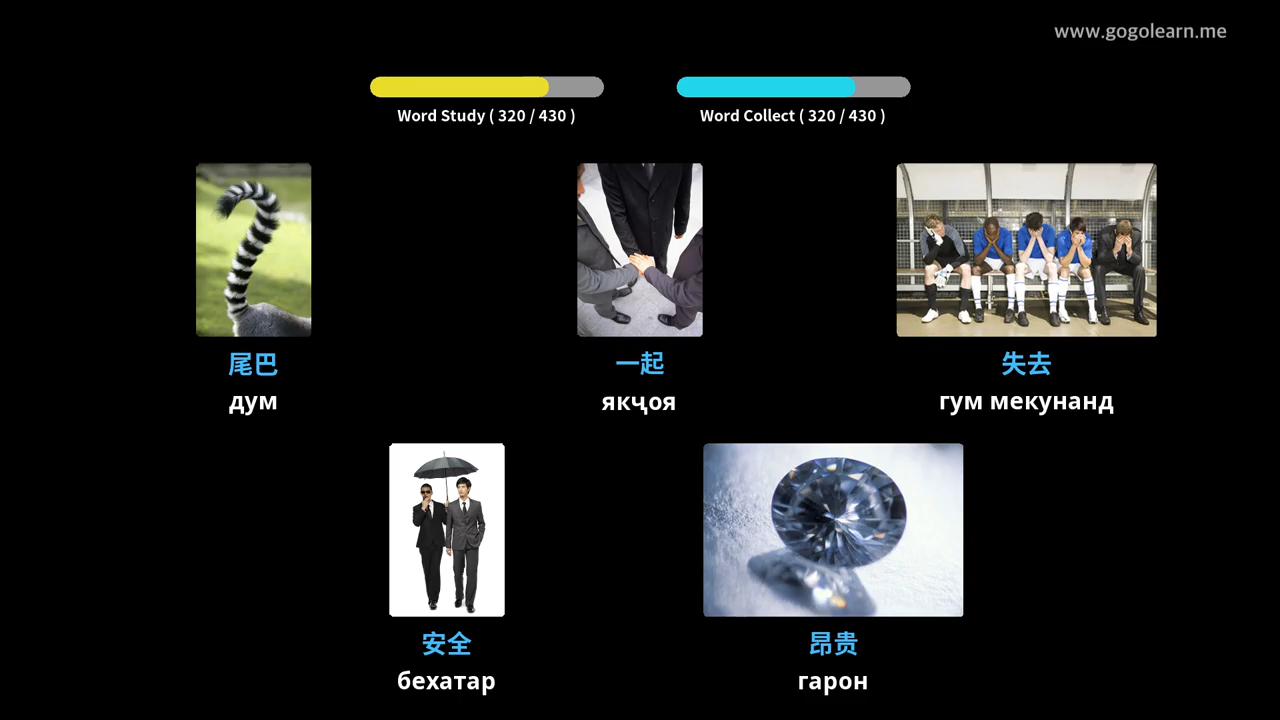 www.gogolearn.me
Word Study ( 320 / 430 )
Word Collect ( 320 / 430 )
尾巴
дум
一起
якҷоя
失去
гум мекунанд
安全
бехатар
昂贵
гарон